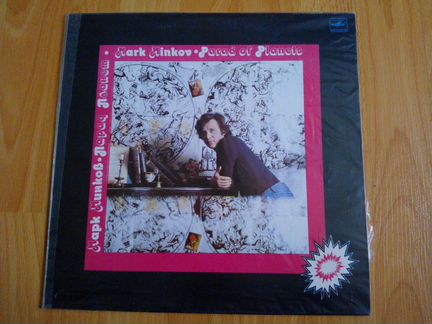 Mark Minkov • Parad of Planets
Марк Минков • Парад Планет •